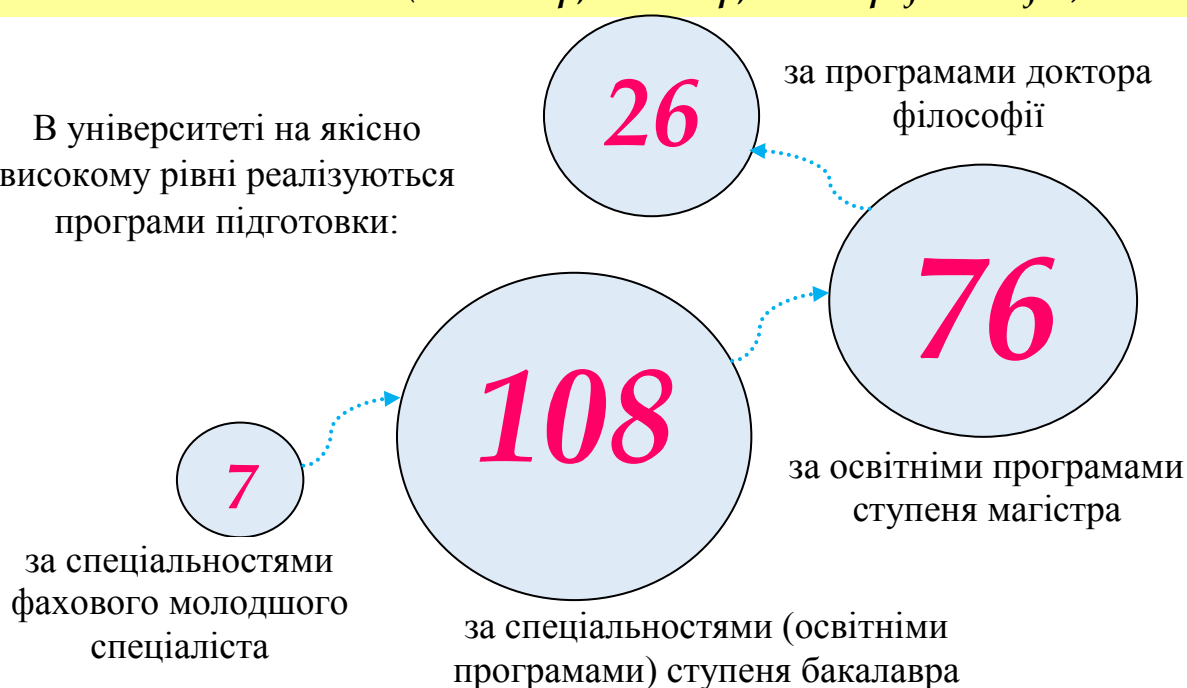 В університеті на якісно
високому рівні реалізуються
програми підготовки:
26
за програмами доктора
філософії
76
за освітніми програмами
ступеня магістра
108
за спеціальностями (освітніми
програмами) ступеня бакалавра
7
за спеціальностями
фахового молодшого
спеціаліста